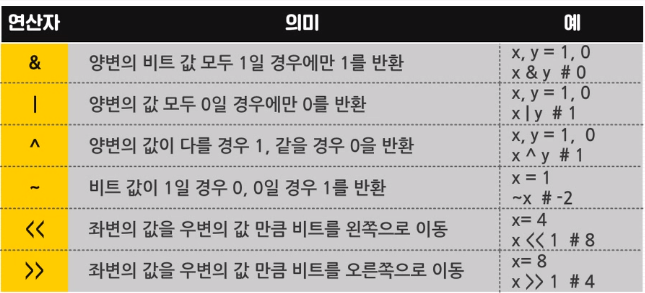 연산자 의미 예
& 양변의 비트 값 모두 1일 경우에만 1를 반환 x, y = 1, 0
x & y # 0
| 양변의 값 모두 0일 경우에만 0를 반환 x, y = 1, 0
x | y # 1
^ 양변의 값이 다를 경우 1, 같을 경우 0을 반환 x, y = 1, 0
x ^ y # 1
~ 비트 값이 1일 경우 0, 0일 경우 1를 반환 x = 1
~x # -2
<< 좌변의 값을 우변의 값 만큼 비트를 왼쪽으로 이동 x= 4
x << 1 # 8
>> 좌변의 값을 우변의 값 만큼 비트를 오른쪽으로 이동 x= 8
x >> 1 # 4